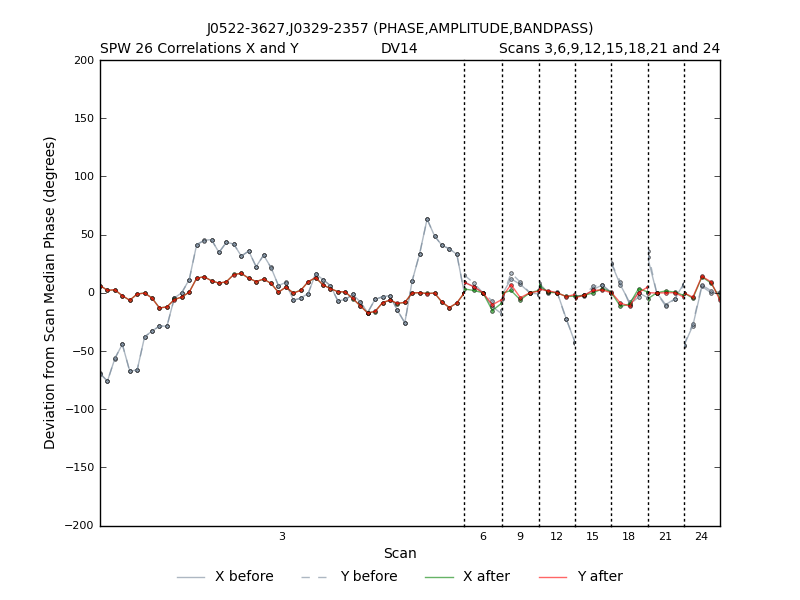 J0522-3627,J0329-2357 (PHASE,AMPLITUDE,BANDPASS)
SPW 26 Correlations X and Y DV14 Scans 3,6,9,12,15,18,21 and 24
200
150
100
50
0
−50
−100
−150
−200
Deviation from Scan Median Phase (degrees)
3 6 9 12 15 18 21 24
Scan
X before Y before X after Y after